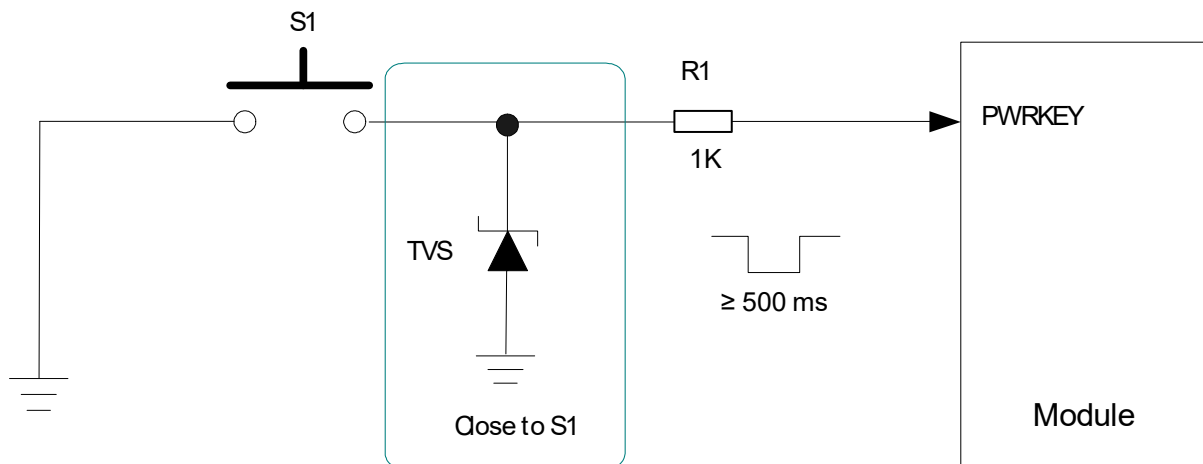 S1
R1
PWRKEY
1K
TVS
≥ 500 ms
Close to S1
Module